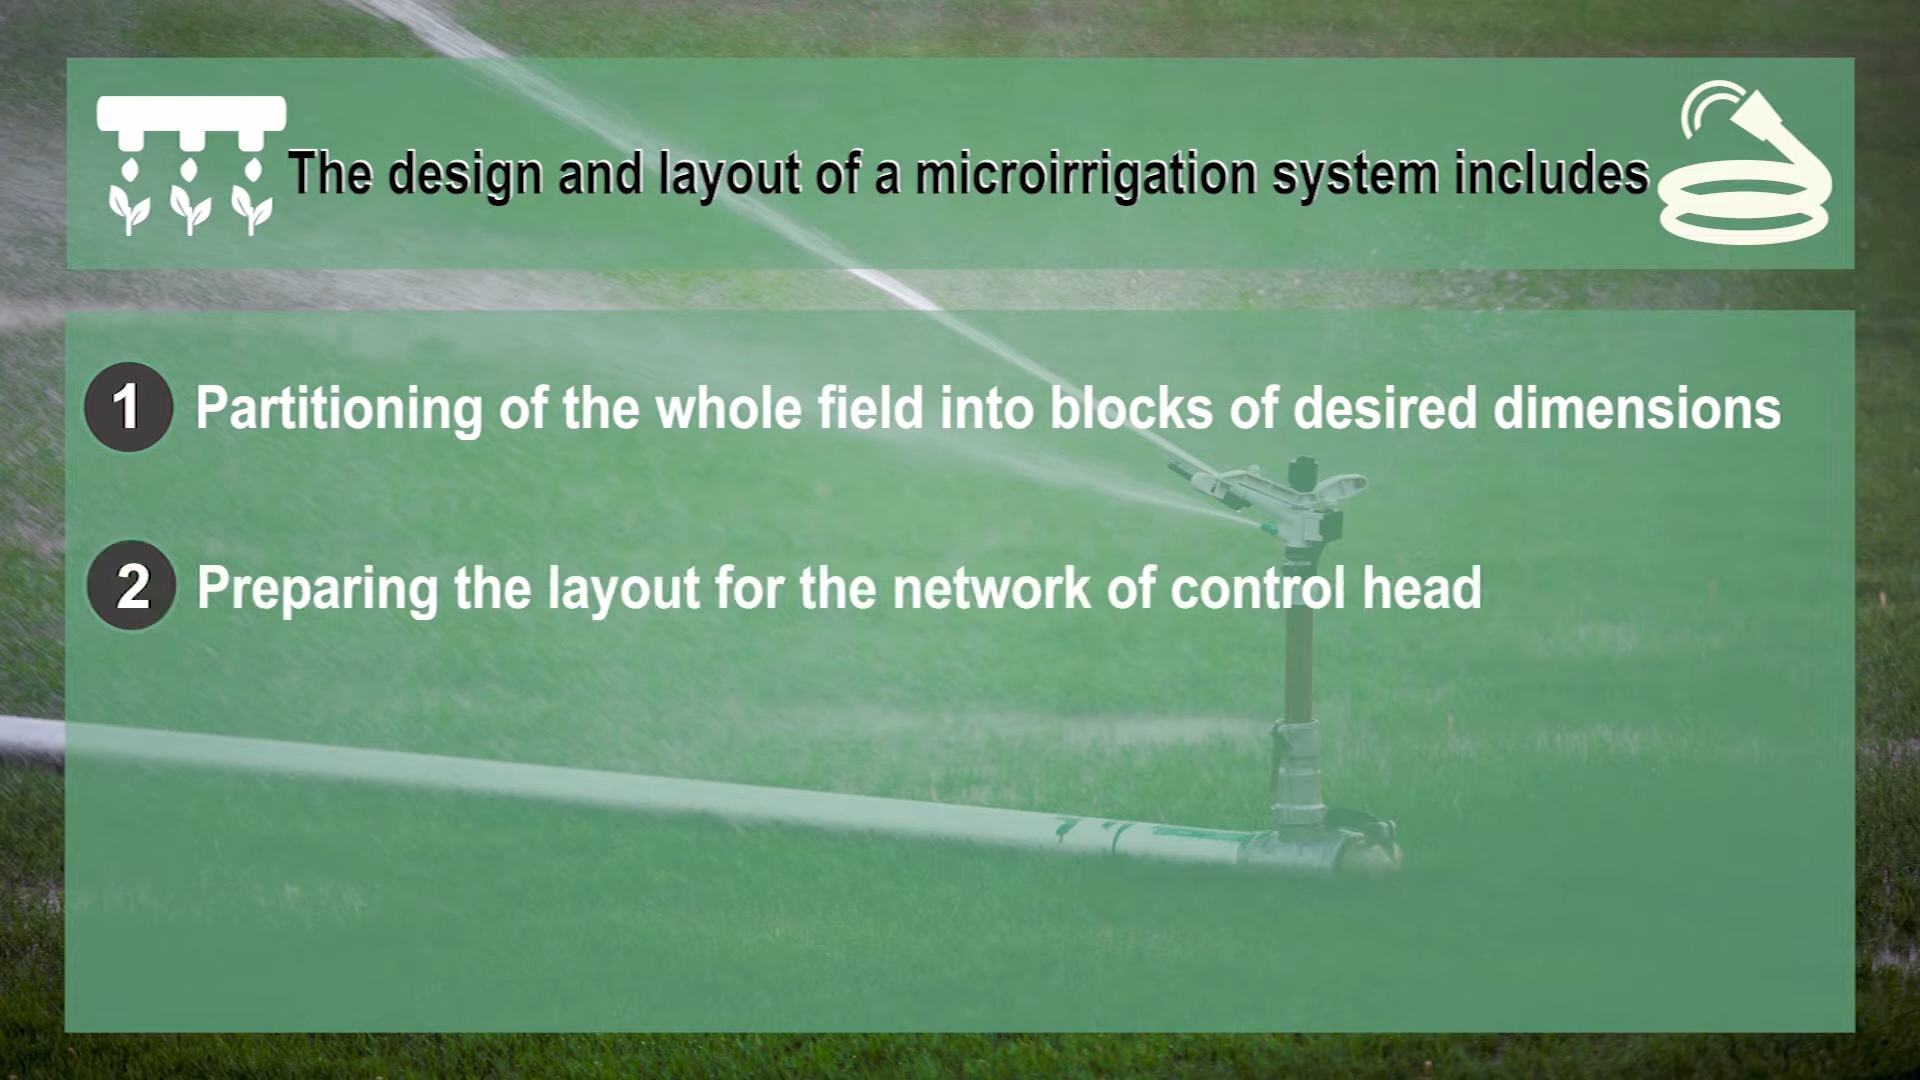 The design and layout of a microirrigation system includes
1 Partitioning of the whole field into blocks of desired dimensions
2 Preparing the layout for the network of control head